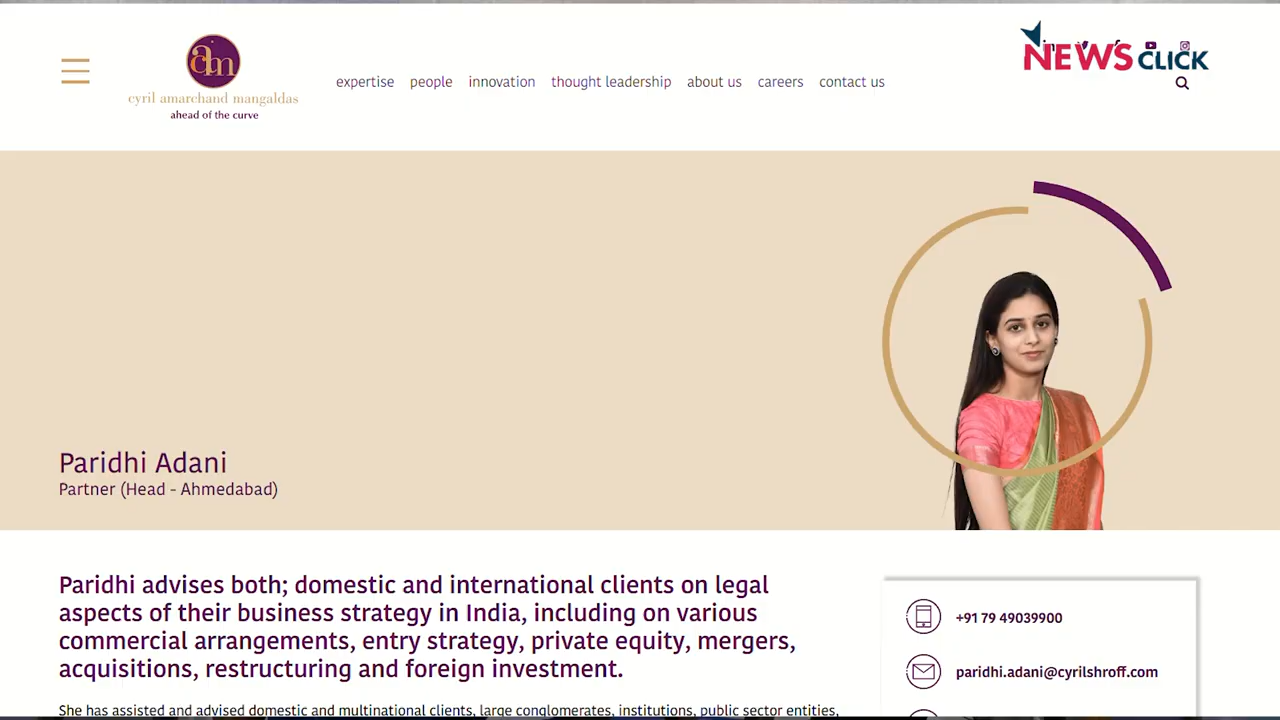 cam
cyril amarchand mangaldas
ahead of the curve
expertise people innovation thought leadership about us careers contact us
NEWS CLICK
Paridhi Adani
Partner (Head - Ahmedabad)
Paridhi advises both; domestic and international clients on legal
aspects of their business strategy in India, including on various
commercial arrangements, entry strategy, private equity, mergers,
acquisitions, restructuring and foreign investment.
She has assisted and advised domestic and multinational clients, large conglomerates, institutions, public sector entities,
+91 79 49039900
paridhi.adani@cyrilshroff.com